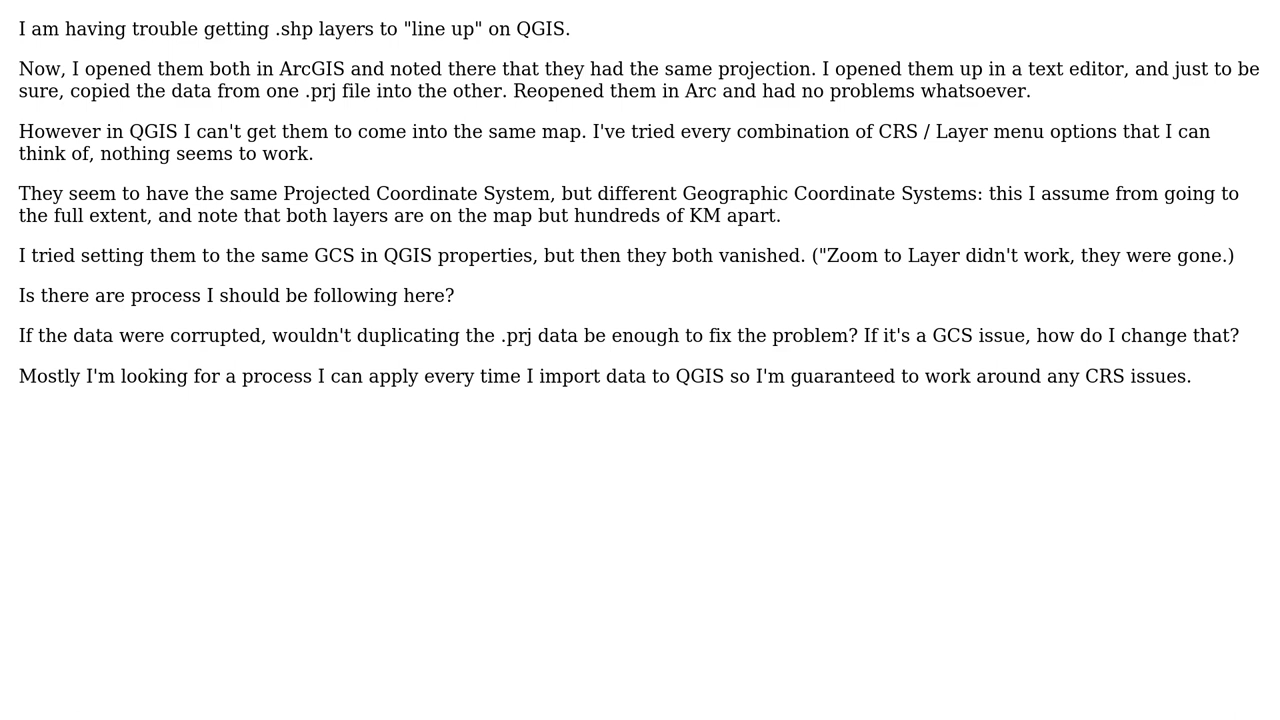 I am having trouble getting .shp layers to "line up" on QGIS.
Now, I opened them both in ArcGIS and noted there that they had the same projection. I opened them up in a text editor, and just to be
sure, copied the data from one .prj file into the other. Reopened them in Arc and had no problems whatsoever.
However in QGIS I can't get them to come into the same map. I've tried every combination of CRS / Layer menu options that I can
think of, nothing seems to work.
They seem to have the same Projected Coordinate System, but different Geographic Coordinate Systems: this I assume from going to
the full extent, and note that both layers are on the map but hundreds of KM apart.
I tried setting them to the same GCS in QGIS properties, but then they both vanished. ("Zoom to Layer didn't work, they were gone.)
Is there are process I should be following here?
If the data were corrupted, wouldn't duplicating the .prj data be enough to fix the problem? If it's a GCS issue, how do I change that?
Mostly I'm looking for a process I can apply every time I import data to QGIS so I'm guaranteed to work around any CRS issues.